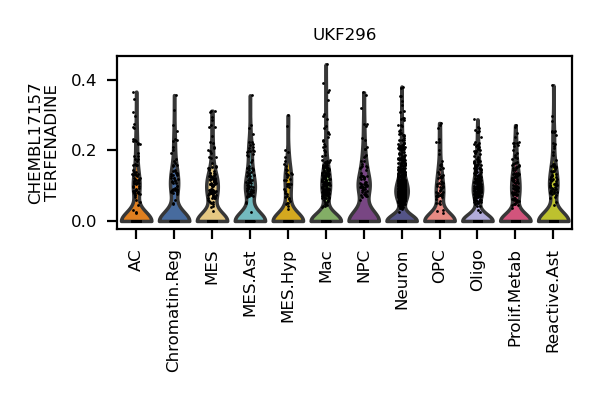 UKF296
CHEMBL17157
TERFENADINE
0.4
0.2
0.0
AC
Chromatin.Reg
MES
MES.Ast
MES.Hyp
Mac
NPC
Neuron
OPC
Oligo
Prolif.Metab
Reactive.Ast